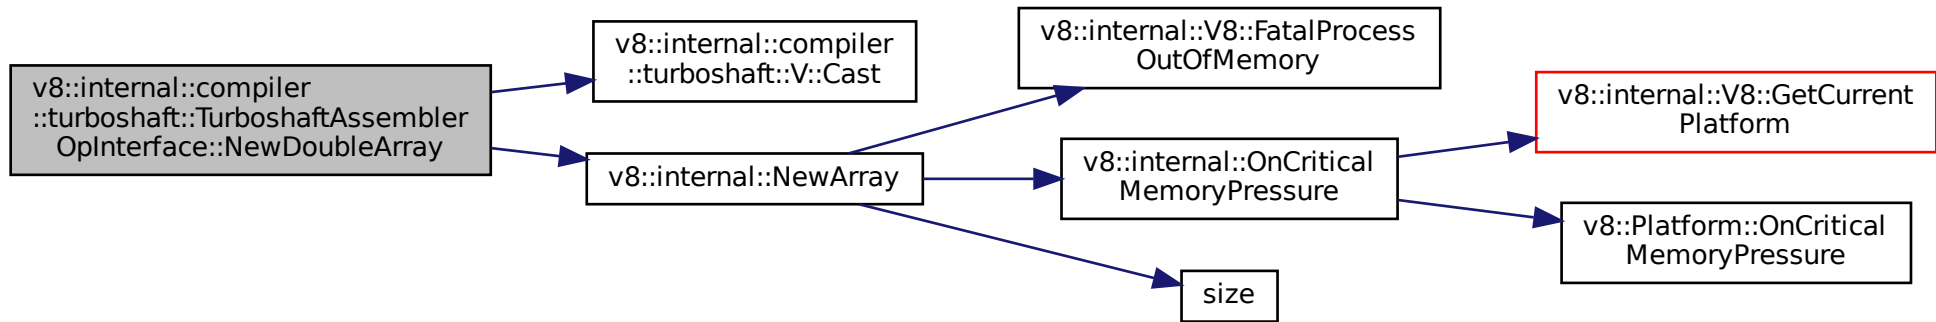 v8::internal::compiler
::turboshaft::TurboshaftAssembler
OpInterface::NewDoubleArray
v8::internal::compiler
::turboshaft::V::Cast
v8::internal::NewArray
v8::internal::V8::FatalProcess
OutOfMemory
v8::internal::OnCritical
MemoryPressure
size
v8::internal::V8::GetCurrent
Platform
v8::Platform::OnCritical
MemoryPressure